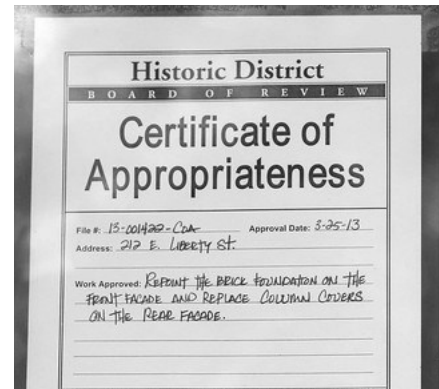 Historic District
BOARD OF REVIEW
Certificate of
Appropriateness
File #: 13-001422-COA Approval Date: 3-25-13
Address: 212 E. LIBERTY ST.
Work Approved: REPOINT THE BRICK FOUNDATION ON THE
FRONT FACADE AND REPLACE COLUMN COVERS
ON THE REAR FACADE.